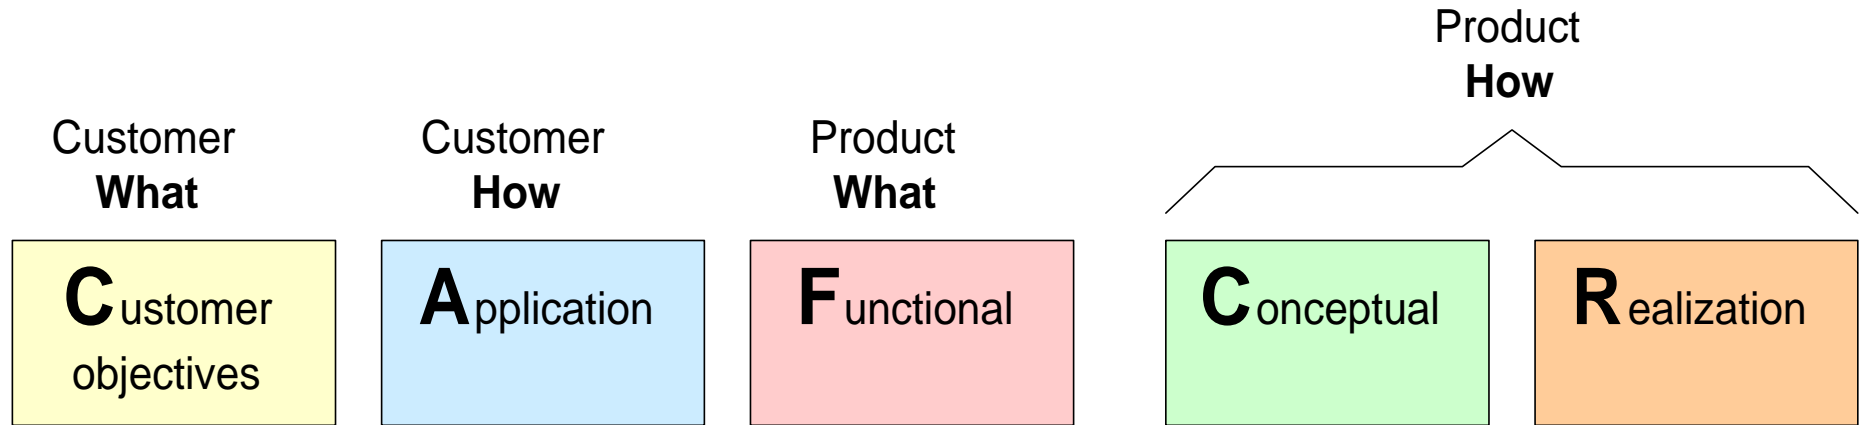 Product
How
Customer
What
Customer
How
Product
What
Customer
objectives
Application
Functional
Conceptual
Realization